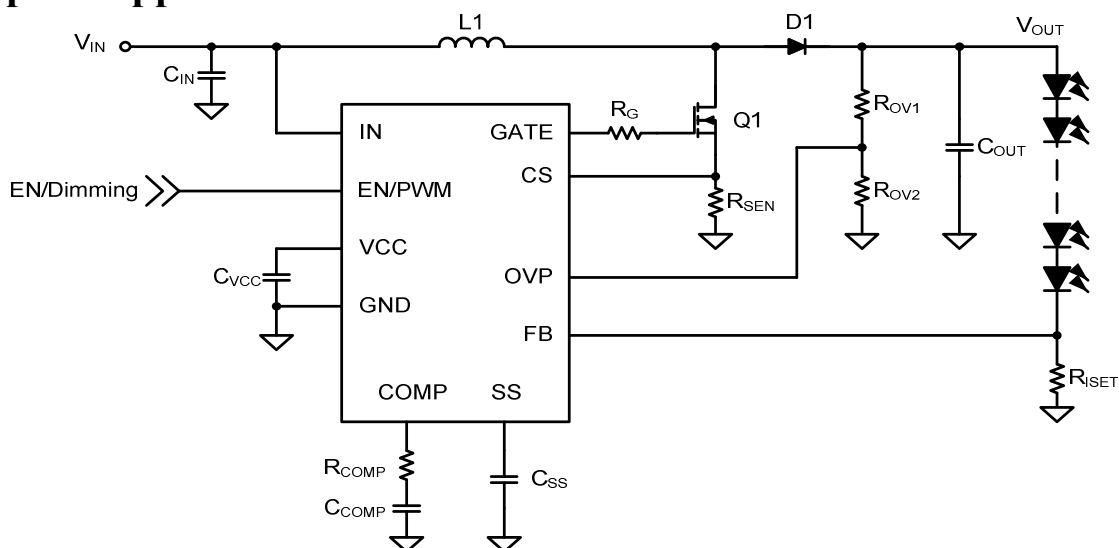 L1
D1
V_OUT
V_IN
C_IN
R_G
Q1
R_OV1
IN
GATE
C_OUT
CS
EN/Dimming
EN/PWM
R_SEN
R_OV2
VCC
C_VCC
OVP
GND
FB
R_ISET
COMP
SS
R_COMP
C_SS
C_COMP